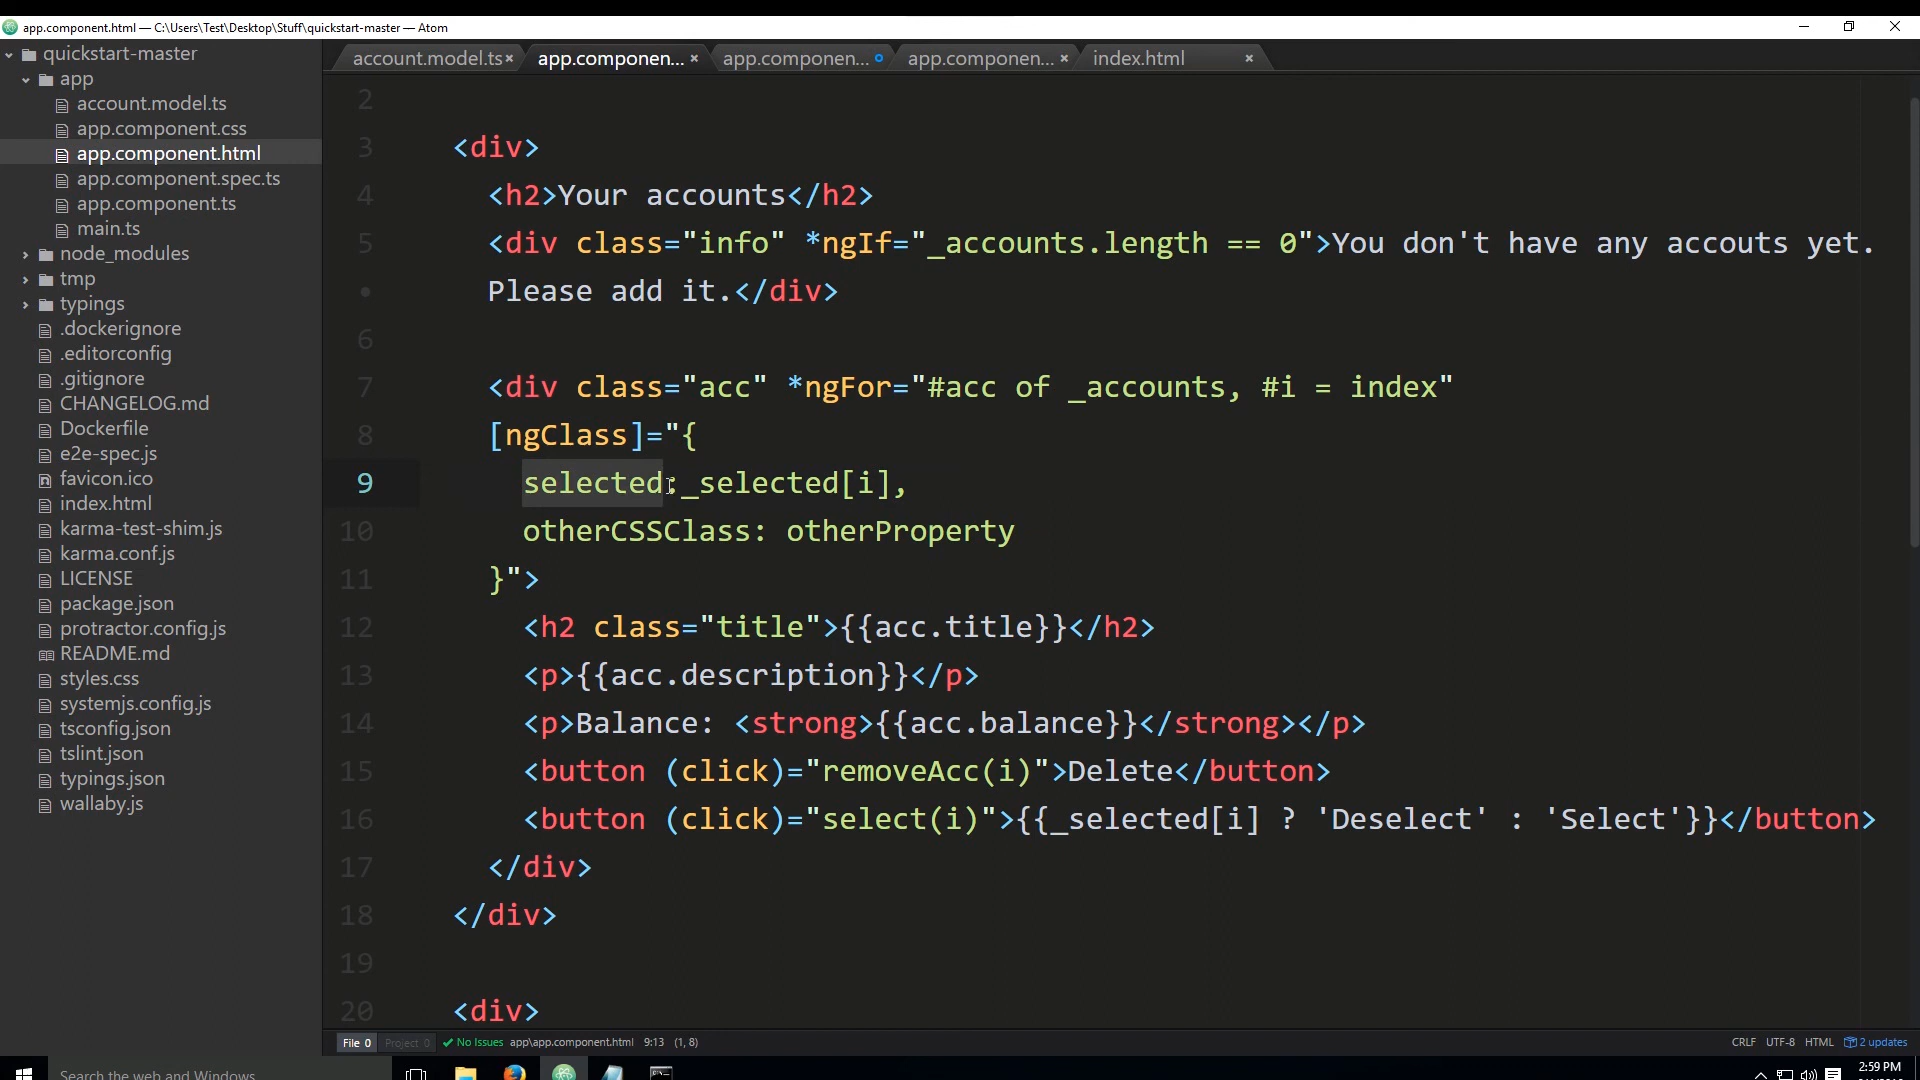 app.component.html — C:\Users\Test\Desktop\Stuff\quickstart-master — Atom
quickstart-master
app
account.model.ts
app.component.css
app.component.html
app.component.spec.ts
app.component.ts
main.ts
node_modules
tmp
typings
.dockerignore
.editorconfig
.gitignore
CHANGELOG.md
Dockerfile
e2e-spec.js
favicon.ico
index.html
karma-test-shim.js
karma.conf.js
LICENSE
package.json
protractor.config.js
README.md
styles.css
systemjs.config.js
tsconfig.json
tslint.json
typings.json
wallaby.js
account.model.ts × app.componen... × app.componen... app.componen... × index.html ×
2
3 <div>
4 <h2>Your accounts</h2>
5 <div class="info" *ngIf="_accounts.length == 0">You don't have any accouts yet.
• Please add it.</div>
6
7 <div class="acc" *ngFor="#acc of _accounts, #i = index"
8 [ngClass]="{
9 selected:_selected[i],
10 otherCSSClass: otherProperty
11 }">
12 <h2 class="title">{{acc.title}}</h2>
13 <p>{{acc.description}}</p>
14 <p>Balance: <strong>{{acc.balance}}</strong></p>
15 <button (click)="removeAcc(i)">Delete</button>
16 <button (click)="select(i)">{{_selected[i] ? 'Deselect' : 'Select'}}</button>
17 </div>
18 </div>
19
20 <div>
File 0 Project 0 ✓ No Issues app\app.component.html 9:13 (1, 8) CRLF UTF-8 HTML 2 updates
Search the web and Windows
2:59 PM